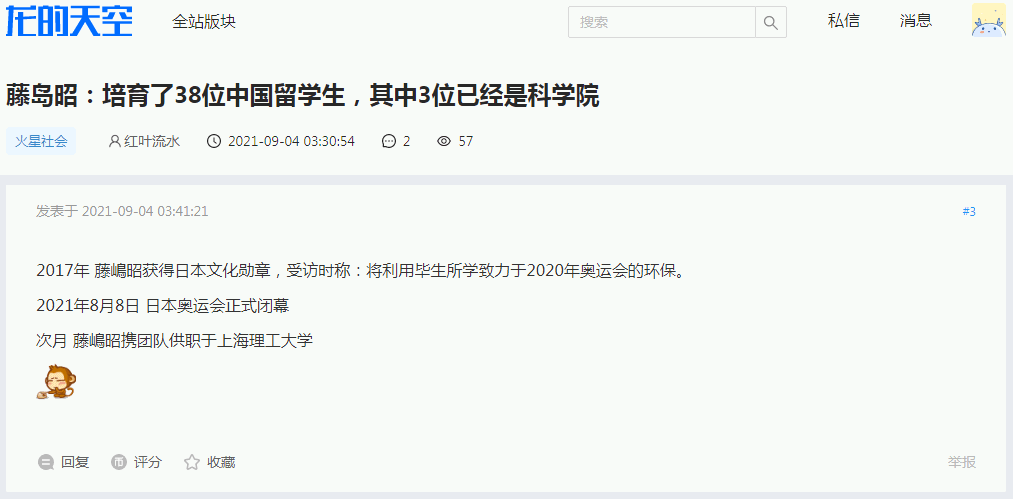 龙的天空 全站版块 搜索 私信 消息
藤岛昭：培育了38位中国留学生，其中3位已经是科学院
火星社会 红叶流水 2021-09-04 03:30:54 2 57
发表于 2021-09-04 03:41:21 #3
2017年 藤嶋昭获得日本文化勋章，受访时称：将利用毕生所学致力于2020年奥运会的环保。
2021年8月8日 日本奥运会正式闭幕
次月 藤嶋昭携团队供职于上海理工大学
回复 评分 收藏 举报